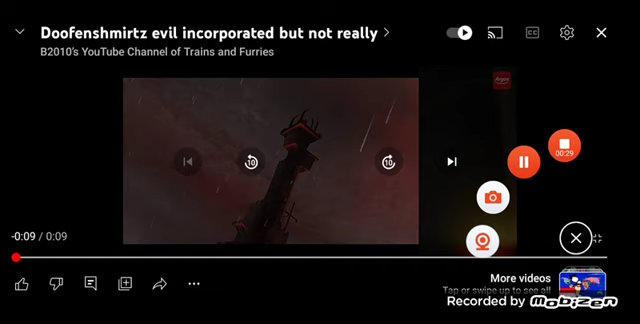 Doofenshmirtz evil incorporated but not really
B2010's YouTube Channel of Trains and Furries
CC
10
10
00:29
-0:09 / 0:09
More videos
Tap or swipe up to see all
Recorded by Mobizen